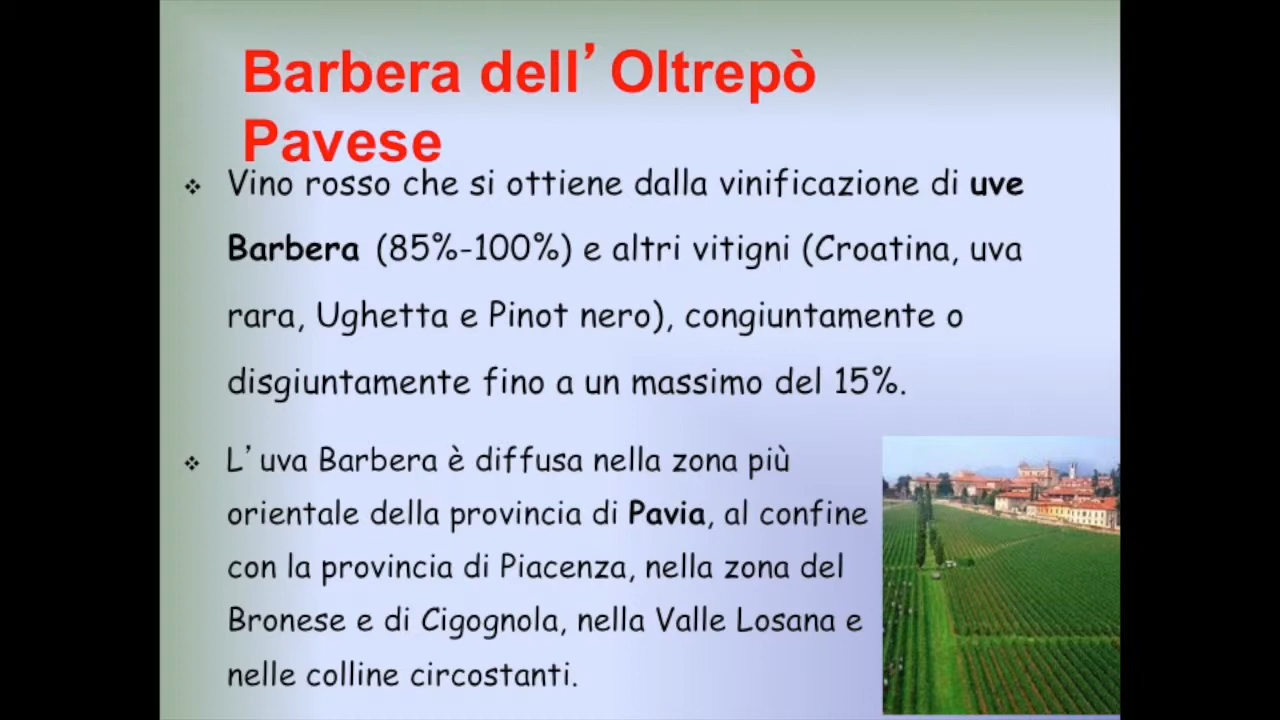 Barbera dell’Oltrepò
Pavese
❖ Vino rosso che si ottiene dalla vinificazione di uve
Barbera (85%-100%) e altri vitigni (Croatina, uva
rara, Ughetta e Pinot nero), congiuntamente o
disgiuntamente fino a un massimo del 15%.
❖ L’uva Barbera è diffusa nella zona più
orientale della provincia di Pavia, al confine
con la provincia di Piacenza, nella zona del
Bronese e di Cigognola, nella Valle Losana e
nelle colline circostanti.